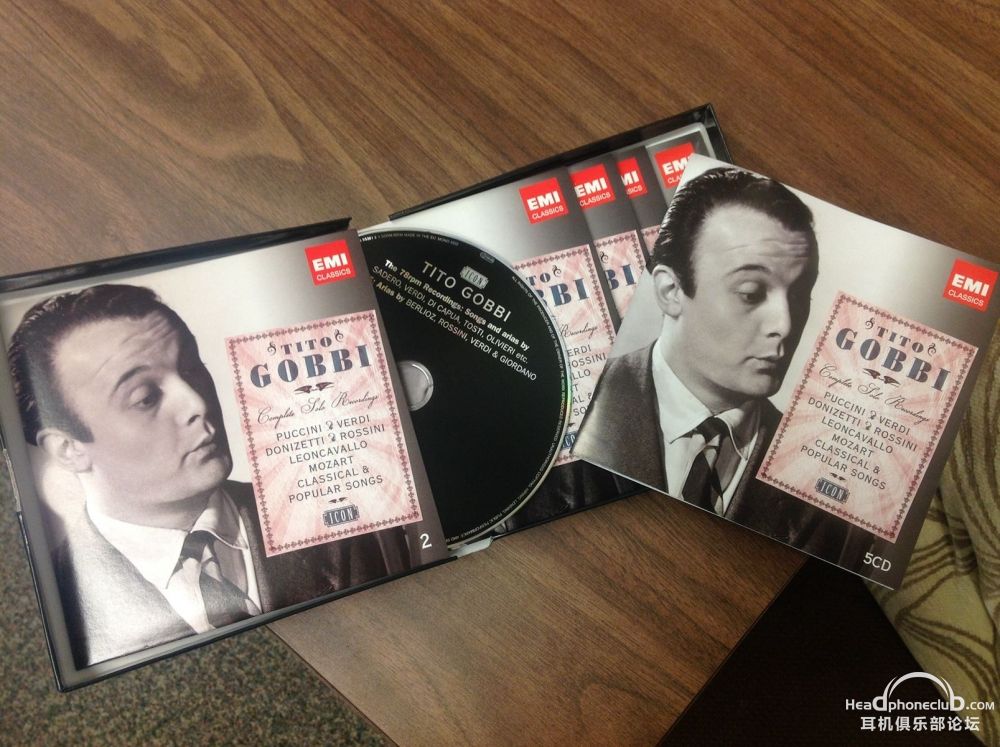 EMI
CLASSICS
TITO
GOBBI
Complete Solo Recordings
PUCCINI VERDI
DONIZETTI ROSSINI
LEONCAVALLO
MOZART
CLASSICAL &
POPULAR SONGS
ICON
2
ICON
TITO GOBBI
The 78rpm Recordings: Songs and arias by
SADERO, VERDI, DI CAPUA, TOSTI, OLIVIERI etc.
Arias by BERLIOZ, ROSSINI, VERDI & GIORDANO
EMI
CLASSICS
TITO
GOBBI
EMI
CLASSICS
EMI
EMI
EMI
CLASSICS
TITO
GOBBI
Complete Solo Recordings
PUCCINI VERDI
DONIZETTI ROSSINI
LEONCAVALLO
MOZART
CLASSICAL &
POPULAR SONGS
ICON
5CD
Headphoneclub.com
耳机俱乐部论坛